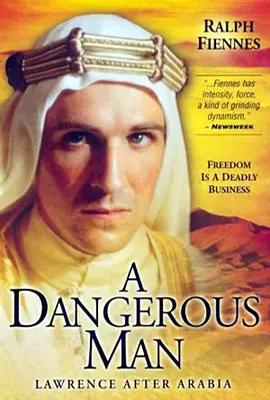 RALPH
FIENNES
"...Fiennes has
intensity, force,
a kind of grinding
dynamism."
– NEWSWEEK
FREEDOM
IS A DEADLY
BUSINESS
A
DANGEROUS
MAN
LAWRENCE AFTER ARABIA